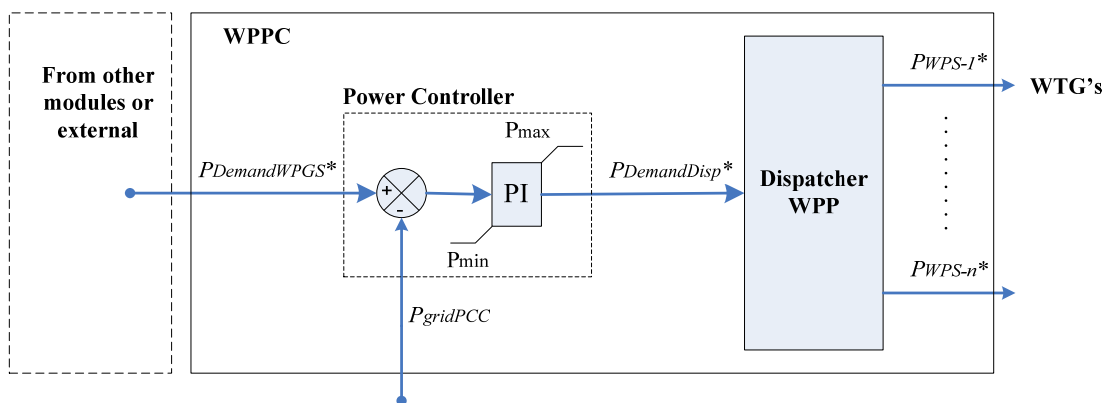 From other
modules or
external
WPPC
Power Controller
Pmax
PDemandWPGS*
+
-
PI
Pmin
PgridPCC
PDemandDisp*
Dispatcher
WPP
PWPS-1*
WTG's
PWPS-n*